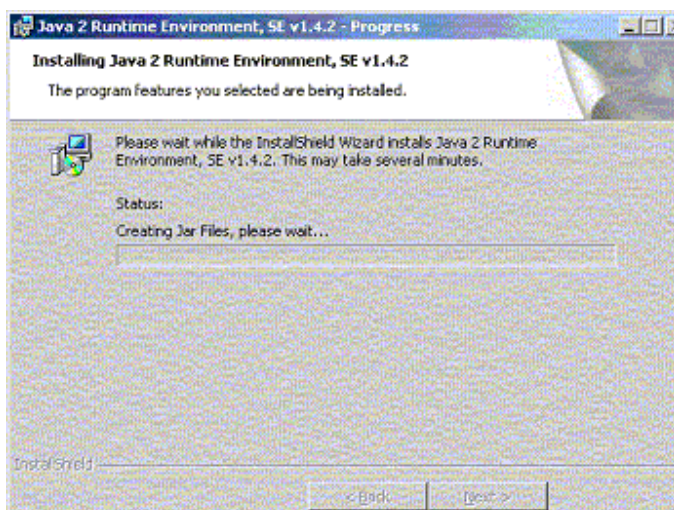 Java 2 Runtime Environment, SE v1.4.2 - Progress
Installing Java 2 Runtime Environment, SE v1.4.2
The program features you selected are being installed.
Please wait while the InstallShield Wizard installs Java 2 Runtime
Environment, SE v1.4.2. This may take several minutes.
Status:
Creating Jar Files, please wait...
InstallShield
< Back
Next >